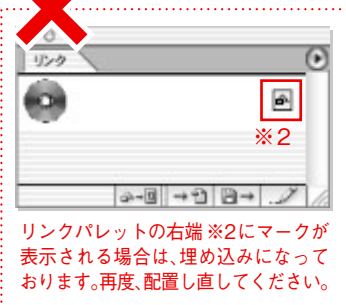 リンク
※2
リンクパレットの右端※2にマークが
表示される場合は、埋め込みになって
おります。再度、配置し直してください。